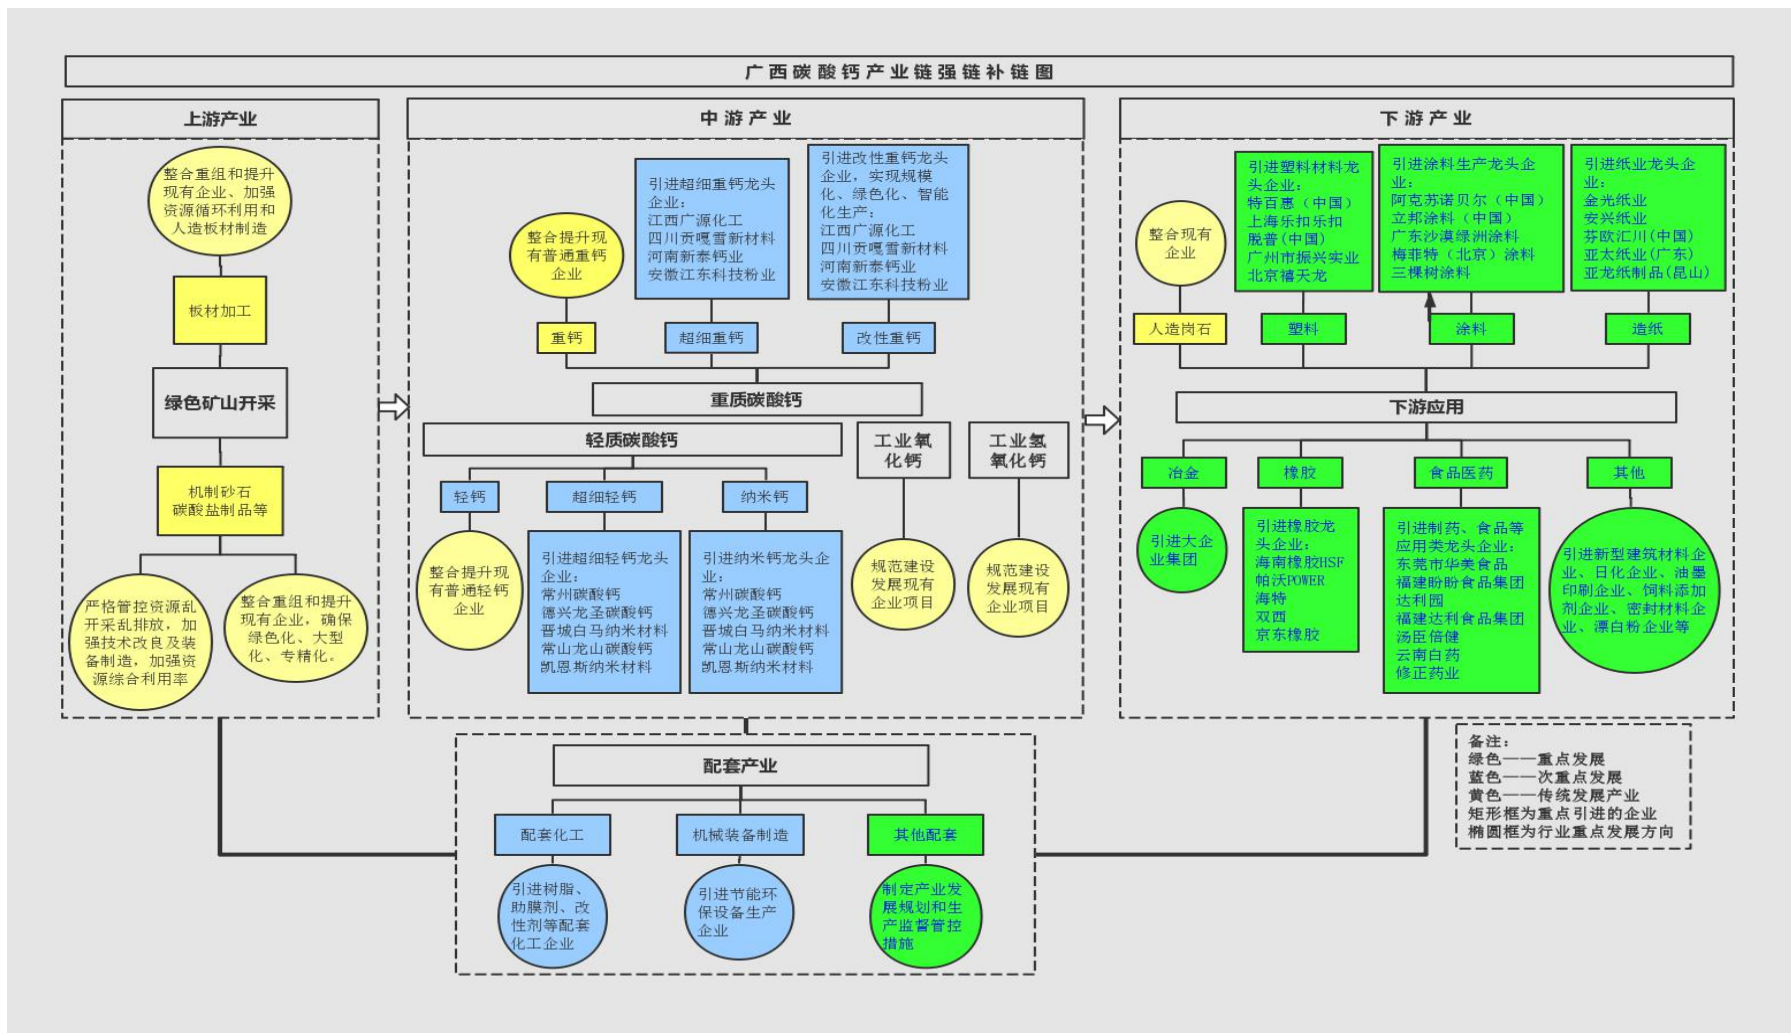 广西碳酸钙产业链强链补链图
上游产业
整合重组和提升
现有企业、加强
资源循环利用和
人造板材制造
板材加工
绿色矿山开采
机制砂石
碳酸盐制品等
严格管控资源乱
开采乱排放，加
强技术改良及装
备制造，加强资
源综合利用率
整合重组和提升
现有企业，确保
绿色化、大型
化、专精化。
中游产业
整合提升现
有普通重钙
企业
引进超细重钙龙头
企业：
江西广源化工
四川贡嘎雪新材料
河南新泰钙业
安徽江东科技粉业
引进改性重钙龙头
企业，实现规模
化、绿色化、智能
化生产：
江西广源化工
四川贡嘎雪新材料
河南新泰钙业
安徽江东科技粉业
重钙
超细重钙
改性重钙
重质碳酸钙
轻质碳酸钙
工业氧
化钙
工业氢
氧化钙
轻钙
超细轻钙
纳米钙
整合提升现
有普通轻钙
企业
引进超细轻钙龙头
企业：
常州碳酸钙
德兴龙圣碳酸钙
晋城白马纳米材料
常山龙山碳酸钙
凯恩斯纳米材料
引进纳米钙龙头企
业：
常州碳酸钙
德兴龙圣碳酸钙
晋城白马纳米材料
常山龙山碳酸钙
凯恩斯纳米材料
规范建设
发展现有
企业项目
规范建设
发展现有
企业项目
下游产业
整合现有
企业
引进塑料材料龙
头企业：
特百惠（中国）
上海乐扣乐扣
脱普(中国)
广州市振兴实业
北京禧天龙
引进涂料生产龙头企
业：
阿克苏诺贝尔（中国）
立邦涂料（中国）
广东沙漠绿洲涂料
梅菲特（北京）涂料
三棵树涂料
引进纸业龙头企
业：
金光纸业
安兴纸业
芬欧汇川(中国)
亚太纸业(广东)
亚龙纸制品(昆山)
人造岗石
塑料
涂料
造纸
下游应用
冶金
橡胶
食品医药
其他
引进大企
业集团
引进橡胶龙
头企业：
海南橡胶HSF
帕沃POWER
海特
双西
京东橡胶
引进制药、食品等
应用类龙头企业：
东莞市华美食品
福建盼盼食品集团
达利园
福建达利食品集团
汤臣倍健
云南白药
修正药业
引进新型建筑材料企
业、日化企业、油墨
印刷企业、饲料添加
剂企业、密封材料企
业、漂白粉企业等
配套产业
配套化工
机械装备制造
其他配套
引进树脂、
助膜剂、改
性剂等配套
化工企业
引进节能环
保设备生产
企业
制定产业发
展规划和生
产监督管控
措施
备注：
绿色——重点发展
蓝色——次重点发展
黄色——传统发展产业
矩形框为重点引进的企业
椭圆框为行业重点发展方向